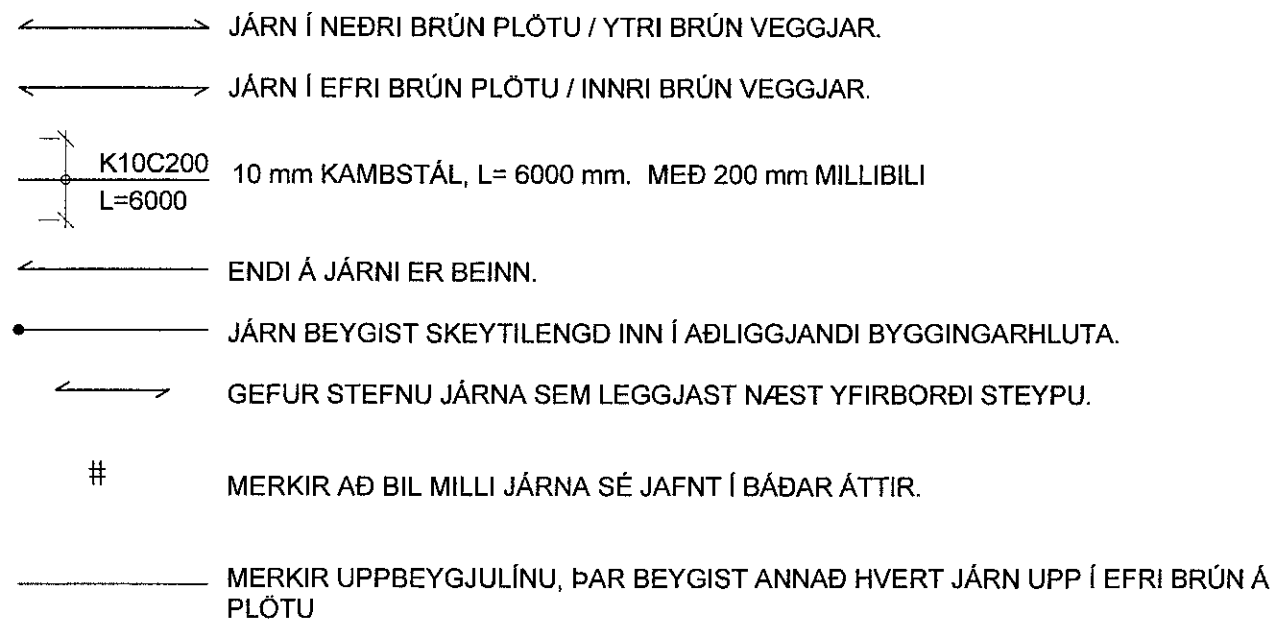 JÁRN Í NEÐRI BRÚN PLÖTU / YTRI BRÚN VEGGJAR.
JÁRN Í EFRI BRÚN PLÖTU / INNRI BRÚN VEGGJAR.
K10C200
L=6000
10 mm KAMBSTÁL, L= 6000 mm. MEÐ 200 mm MILLIBILI
ENDI Á JÁRNI ER BEINN.
JÁRN BEYGIST SKEYTILENGD INN Í AÐLIGGJANDI BYGGINGARHLUTA.
GEFUR STEFNU JÁRNA SEM LEGGJAST NÆST YFIRBORÐI STEYPU.
# MERKIR AÐ BIL MILLI JÁRNA SÉ JAFNT Í BÁÐAR ÁTTIR.
MERKIR UPPBEYGJULÍNU, ÞAR BEYGIST ANNAÐ HVERT JÁRN UPP Í EFRI BRÚN Á
PLÖTU